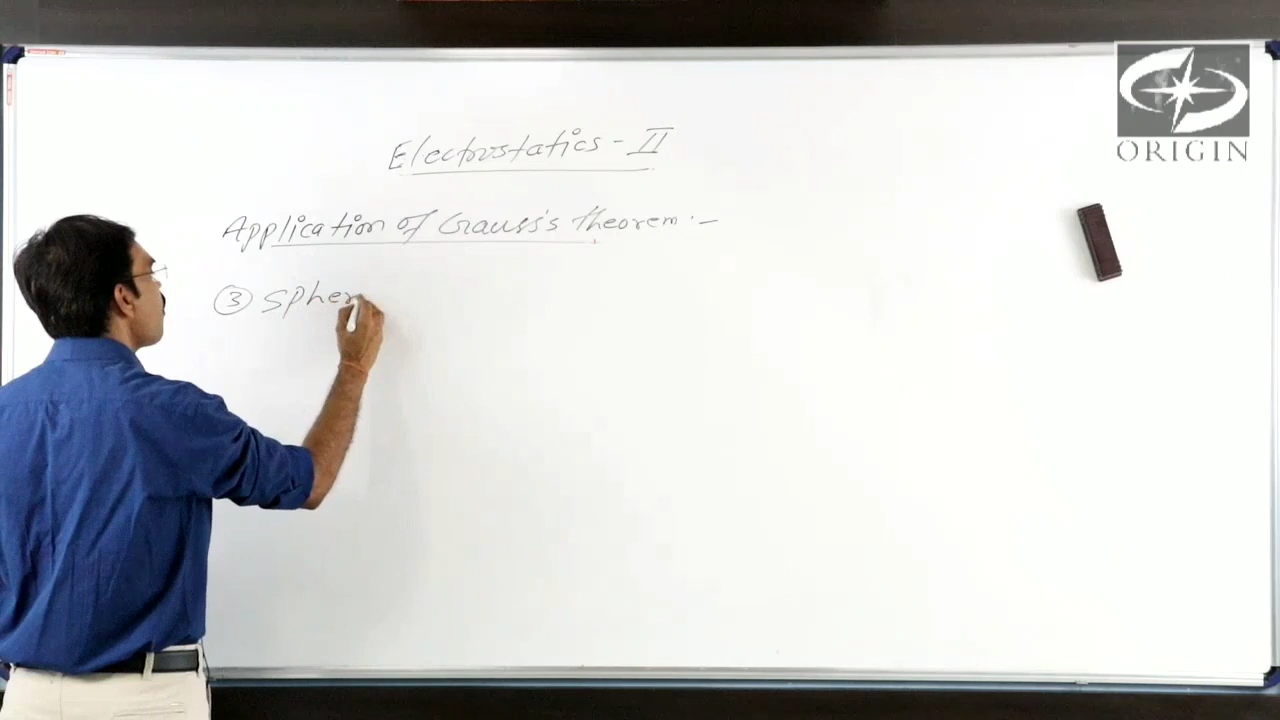 Electrostatics - II
Application of Gauss's theorem :-
③ Spher
ORIGIN